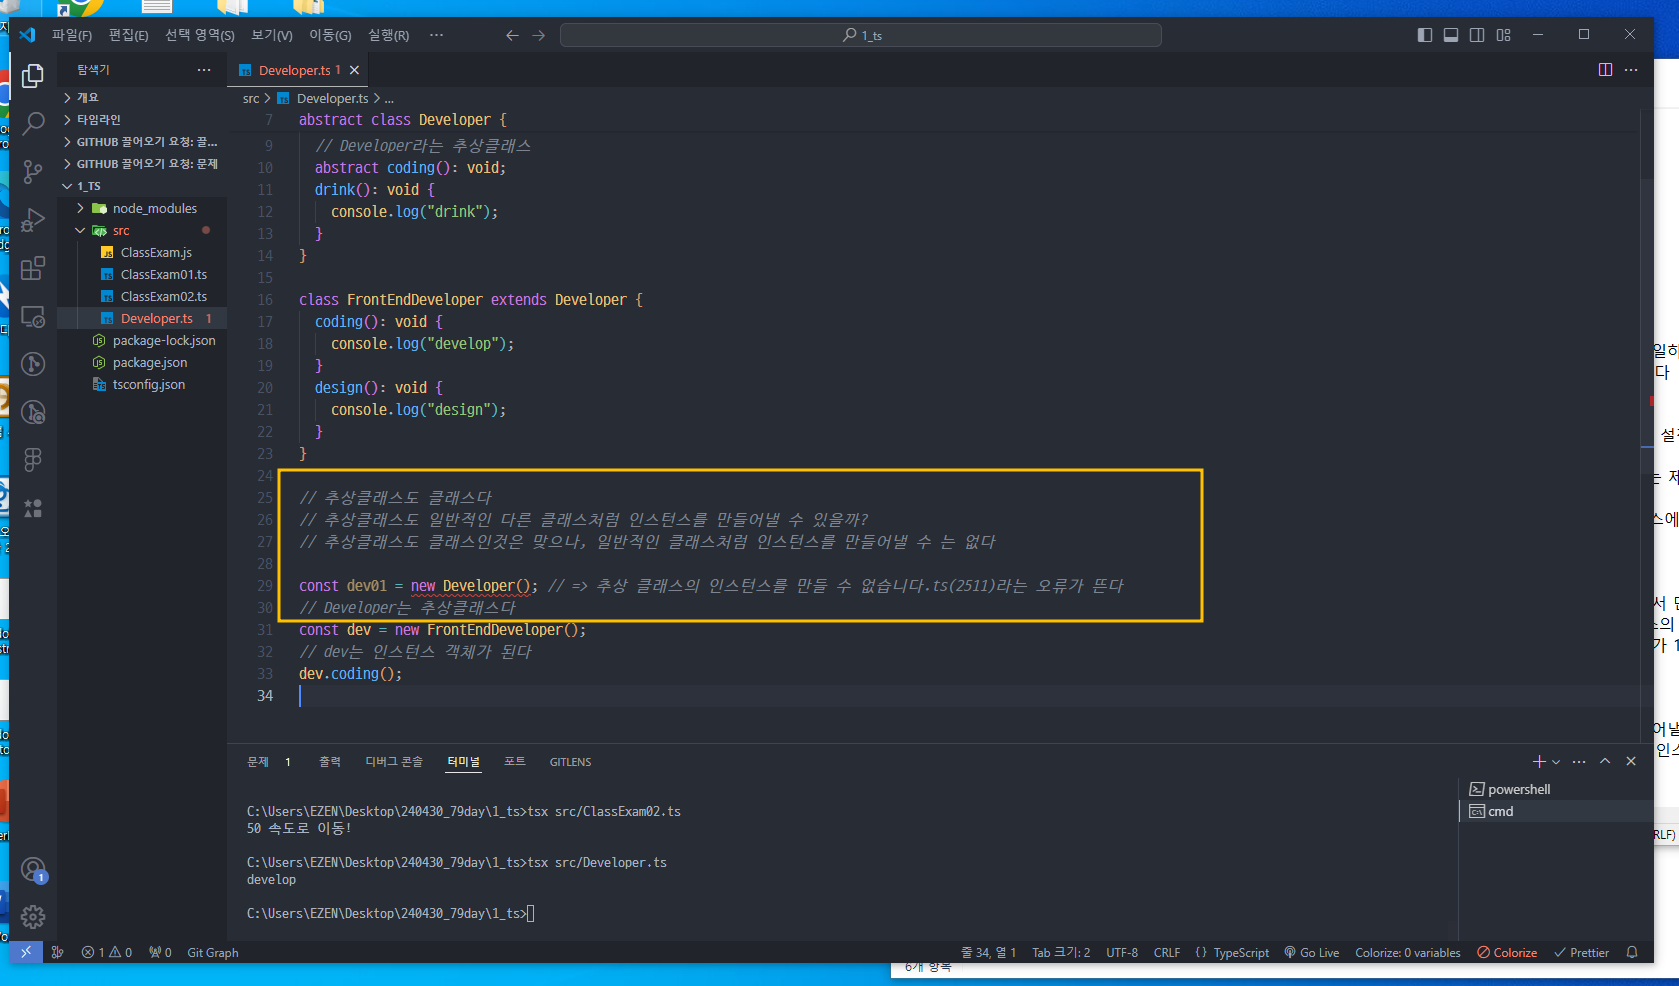 파일(F) 편집(E) 선택 영역(S) 보기(V) 이동(G) 실행(R) ··· 1_ts
탐색기 ···
Developer.ts 1
개요
타임라인
GITHUB 끌어오기 요청: 끌...
GITHUB 끌어오기 요청: 문제
1_TS
node_modules
src
ClassExam.js
ClassExam01.ts
ClassExam02.ts
Developer.ts 1
package-lock.json
package.json
tsconfig.json
src > Developer.ts > ...
7 abstract class Developer {
9 // Developer라는 추상클래스
10 abstract coding(): void;
11 drink(): void {
12 console.log("drink");
13 }
14 }
15
16 class FrontEndDeveloper extends Developer {
17 coding(): void {
18 console.log("develop");
19 }
20 design(): void {
21 console.log("design");
22 }
23 }
24
25 // 추상클래스도 클래스다
26 // 추상클래스도 일반적인 다른 클래스처럼 인스턴스를 만들어낼 수 있을까?
27 // 추상클래스도 클래스인것은 맞으나, 일반적인 클래스처럼 인스턴스를 만들어낼 수 는 없다
28
29 const dev01 = new Developer(); // => 추상 클래스의 인스턴스를 만들 수 없습니다.ts(2511)라는 오류가 뜬다
30 // Developer는 추상클래스다
31 const dev = new FrontEndDeveloper();
32 // dev는 인스턴스 객체가 된다
33 dev.coding();
34
문제 1 출력 디버그 콘솔 터미널 포트 GITLENS
powershell
cmd
C:\Users\EZEN\Desktop\240430_79day\1_ts>tsx src/ClassExam02.ts
50 속도로 이동!
C:\Users\EZEN\Desktop\240430_79day\1_ts>tsx src/Developer.ts
develop
C:\Users\EZEN\Desktop\240430_79day\1_ts>
1
1 0 0 Git Graph 줄 34, 열 1 Tab 크기: 2 UTF-8 CRLF {} TypeScript Go Live Colorize: 0 variables Colorize Prettier
6개 항목